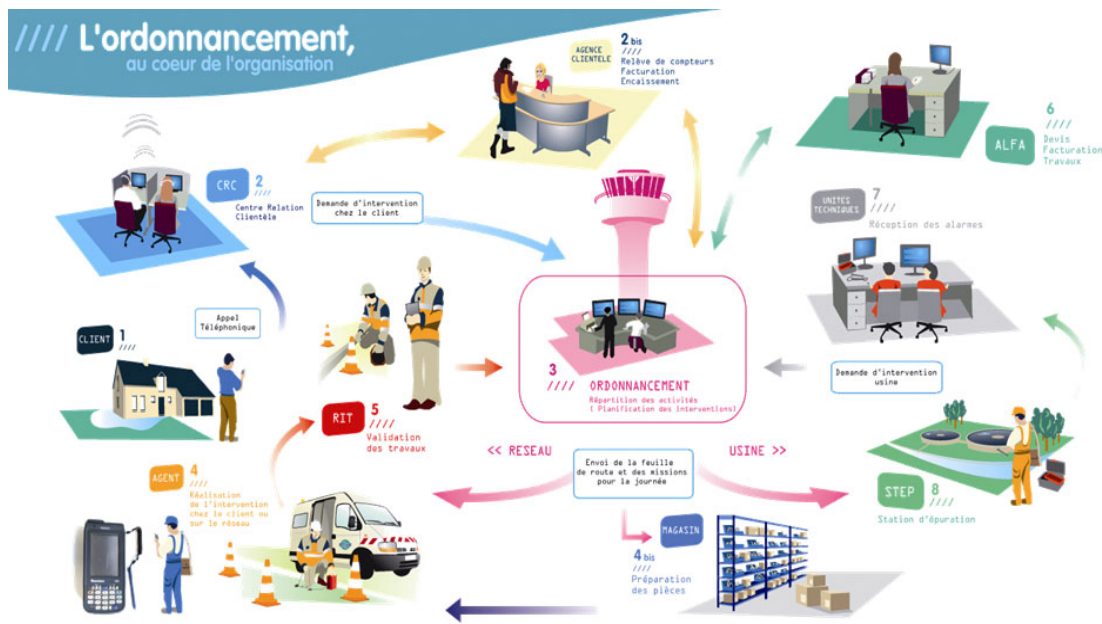 //// L'ordonnancement,
au coeur de l'organisation
AGENCE
CLIENTELE
2 bis
////
Relève de compteurs
Facturation
Encaissement
6
////
ALFA
Devis
Facturation
Travaux
CRC
2
////
Centre Relation
Clientèle
Demande d'intervention
chez le client
UNITES
TECHNIQUES
7
////
Réception des alarmes
Appel
Téléphonique
CLIENT
1
////
3
//// ORDONNANCEMENT
Répartition des activités
( Planification des interventions)
Demande d'intervention
usine
RIT
5
////
Validation
des travaux
<< RESEAU
USINE >>
Envoi de la feuille
de route et des missions
pour la journée
AGENT
4
////
Réalisation
de l'intervention
chez le client ou
sur le réseau
STEP
8
////
Station d'épuration
MAGASIN
4 bis
////
Préparation
des pièces